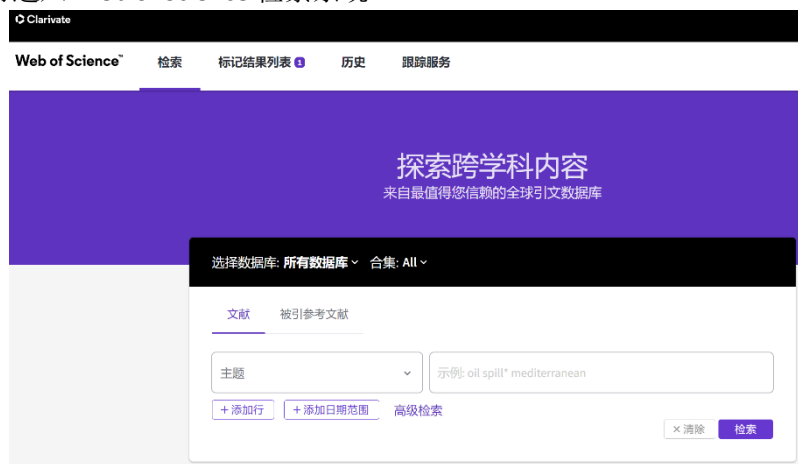 Clarivate
Web of Science™ 检索 标记结果列表 1 历史 跟踪服务
探索跨学科内容
来自最值得您信赖的全球引文数据库
选择数据库: 所有数据库 合集: All
文献 被引参考文献
主题 示例: oil spill* mediterranean
+ 添加行 + 添加日期范围 高级检索
× 清除 检索